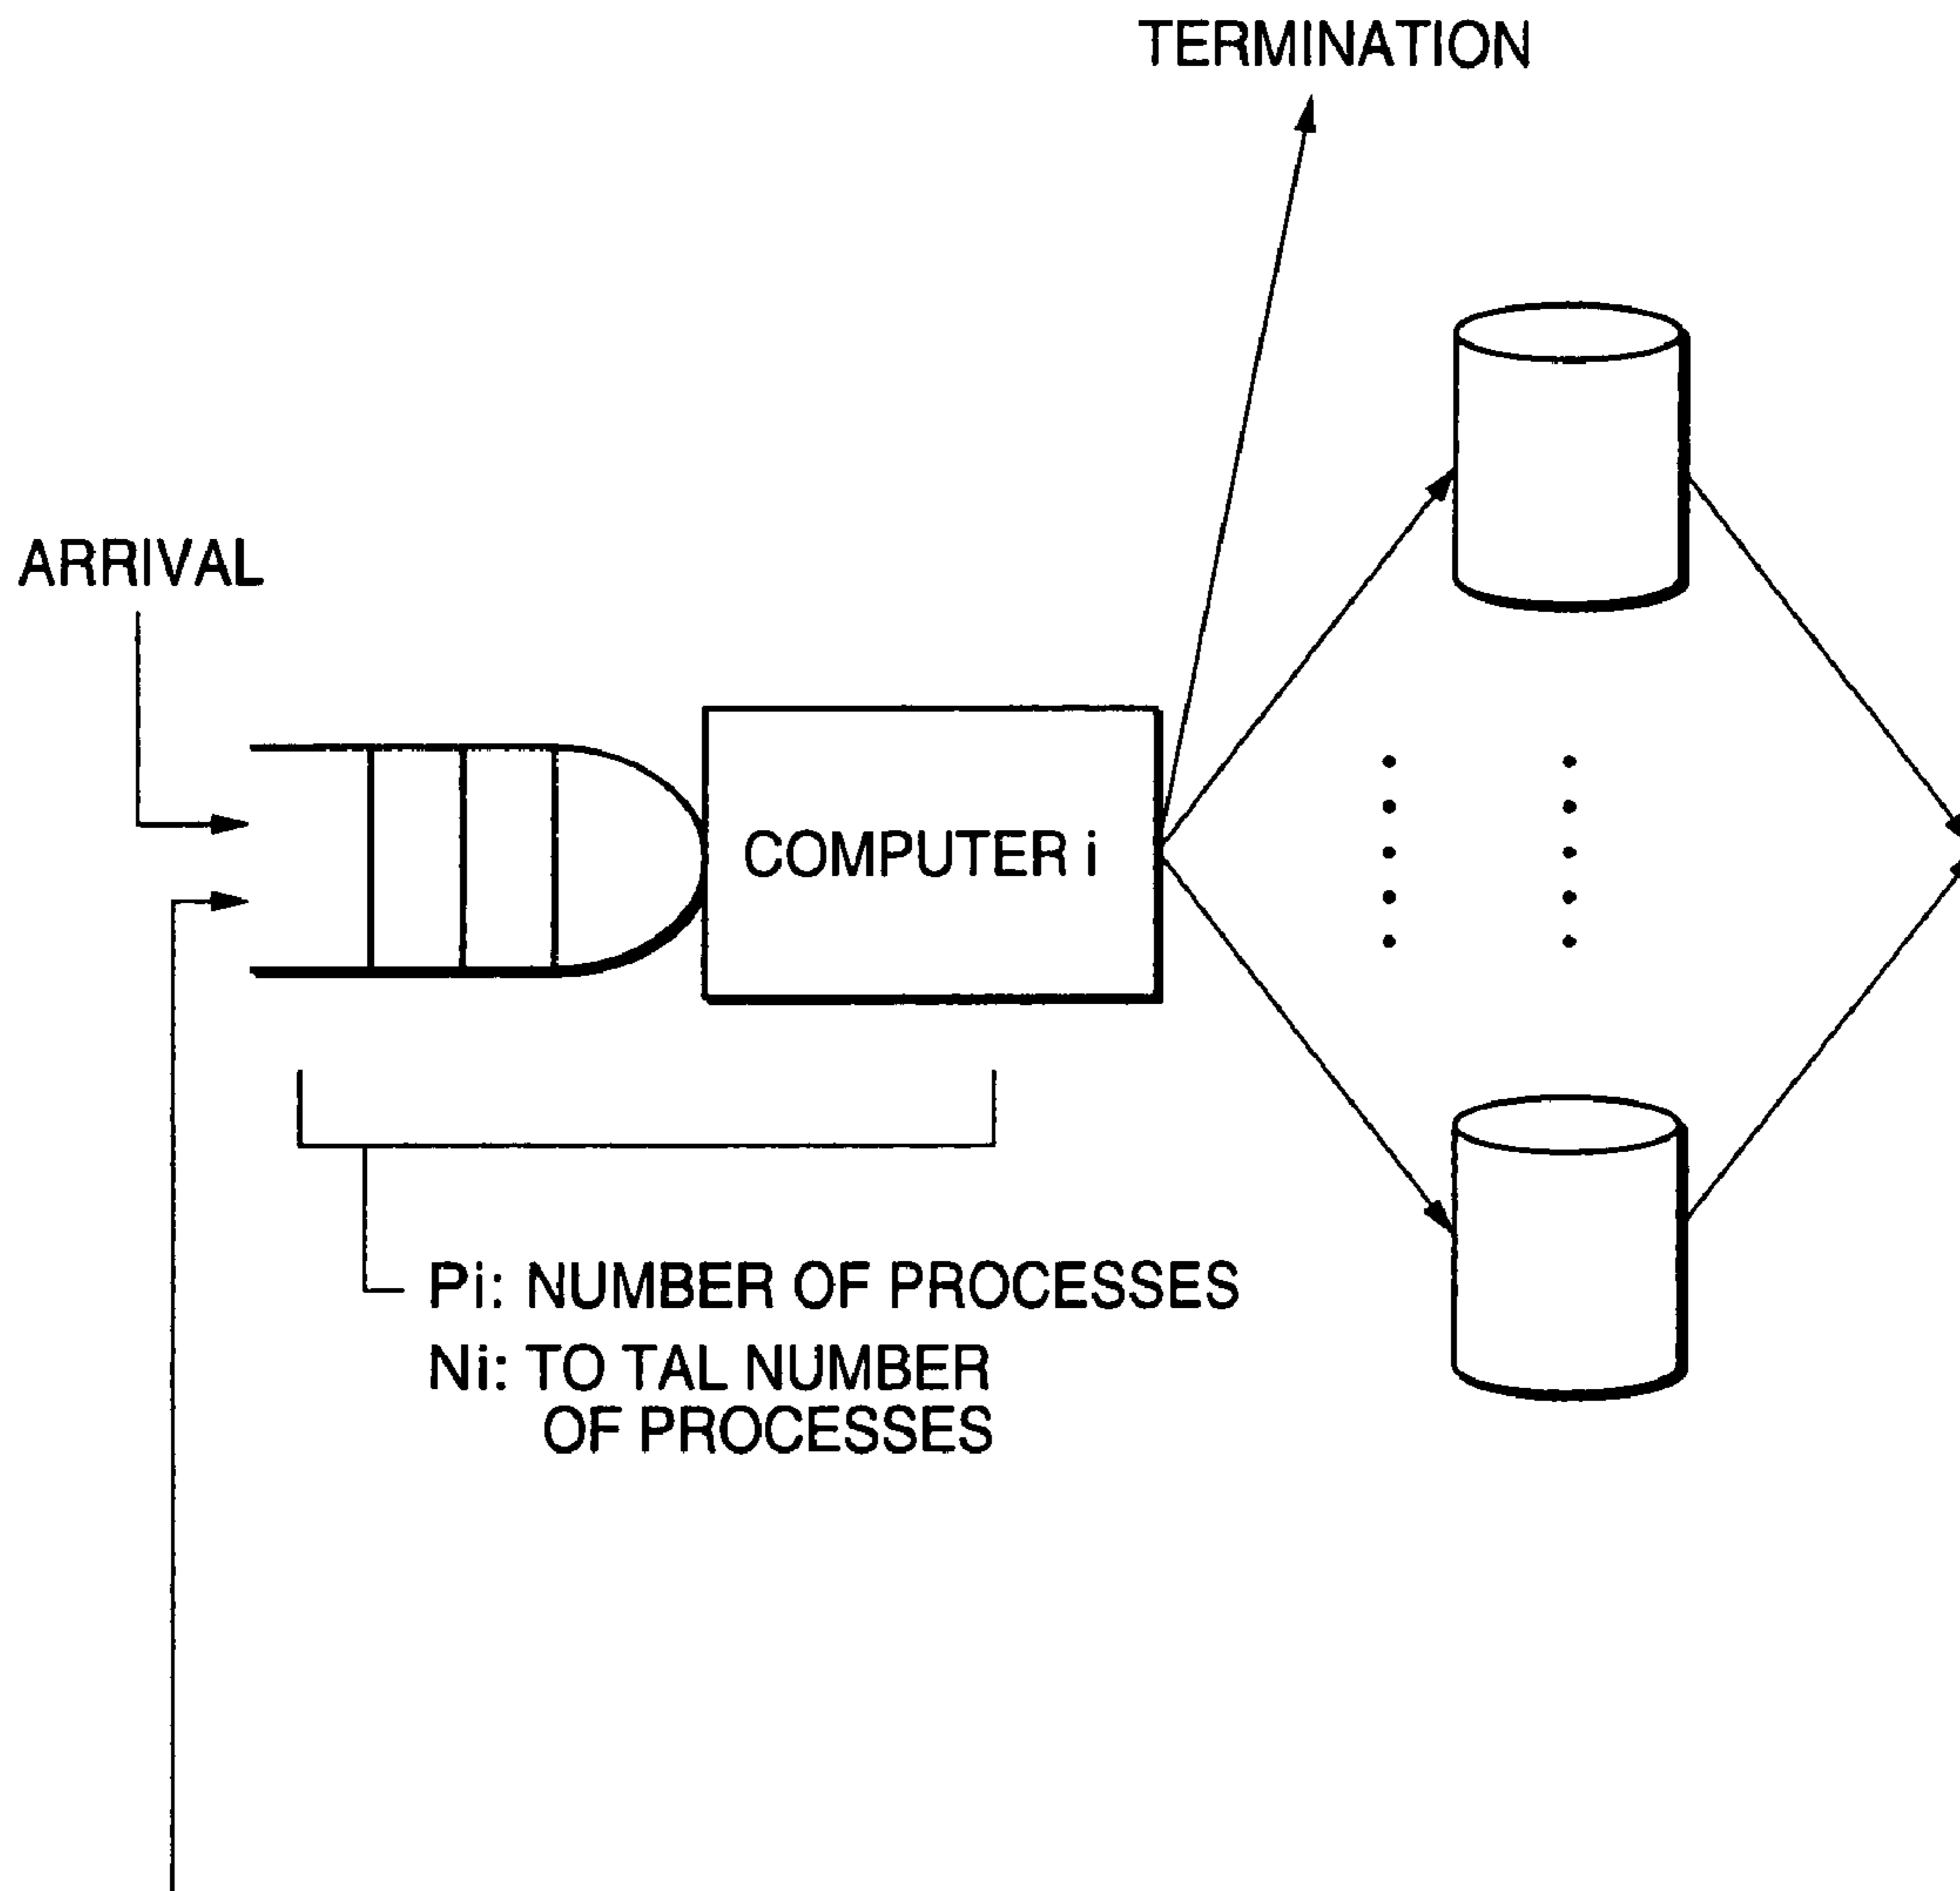 TERMINATION
ARRIVAL
COMPUTER i
Pi: NUMBER OF PROCESSES
Ni: TO TAL NUMBER
OF PROCESSES